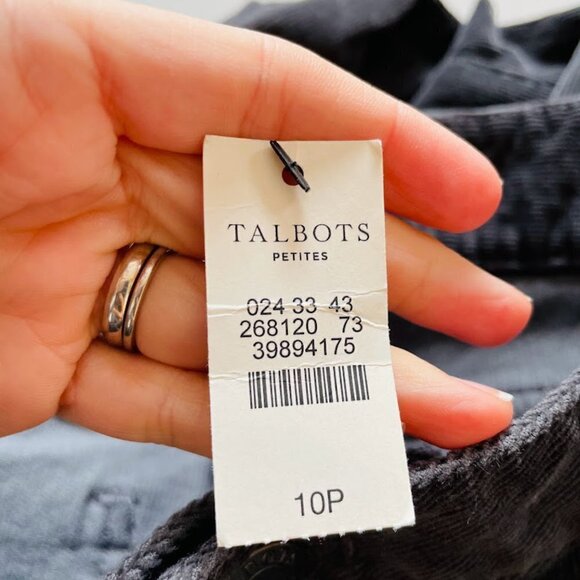 TALBOTS
PETITES
024 33 43
268120 73
39894175
10P